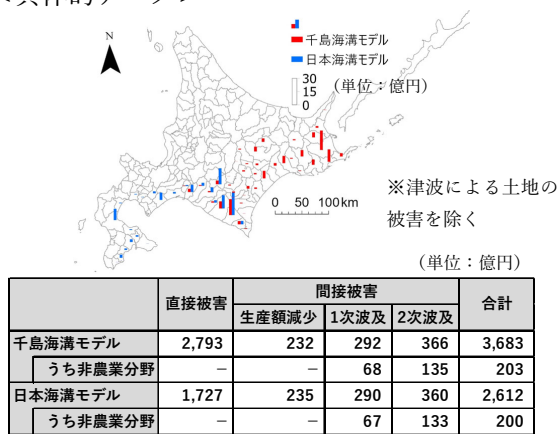 N
千島海溝モデル
日本海溝モデル
30
15
0
(単位：億円)
0 50 100km
※津波による土地の
被害を除く
(単位：億円)
直接被害 間接被害 合計
生産額減少 1次波及 2次波及
千島海溝モデル 2,793 232 292 366 3,683
うち非農業分野 － － 68 135 203
日本海溝モデル 1,727 235 290 360 2,612
うち非農業分野 － － 67 133 200